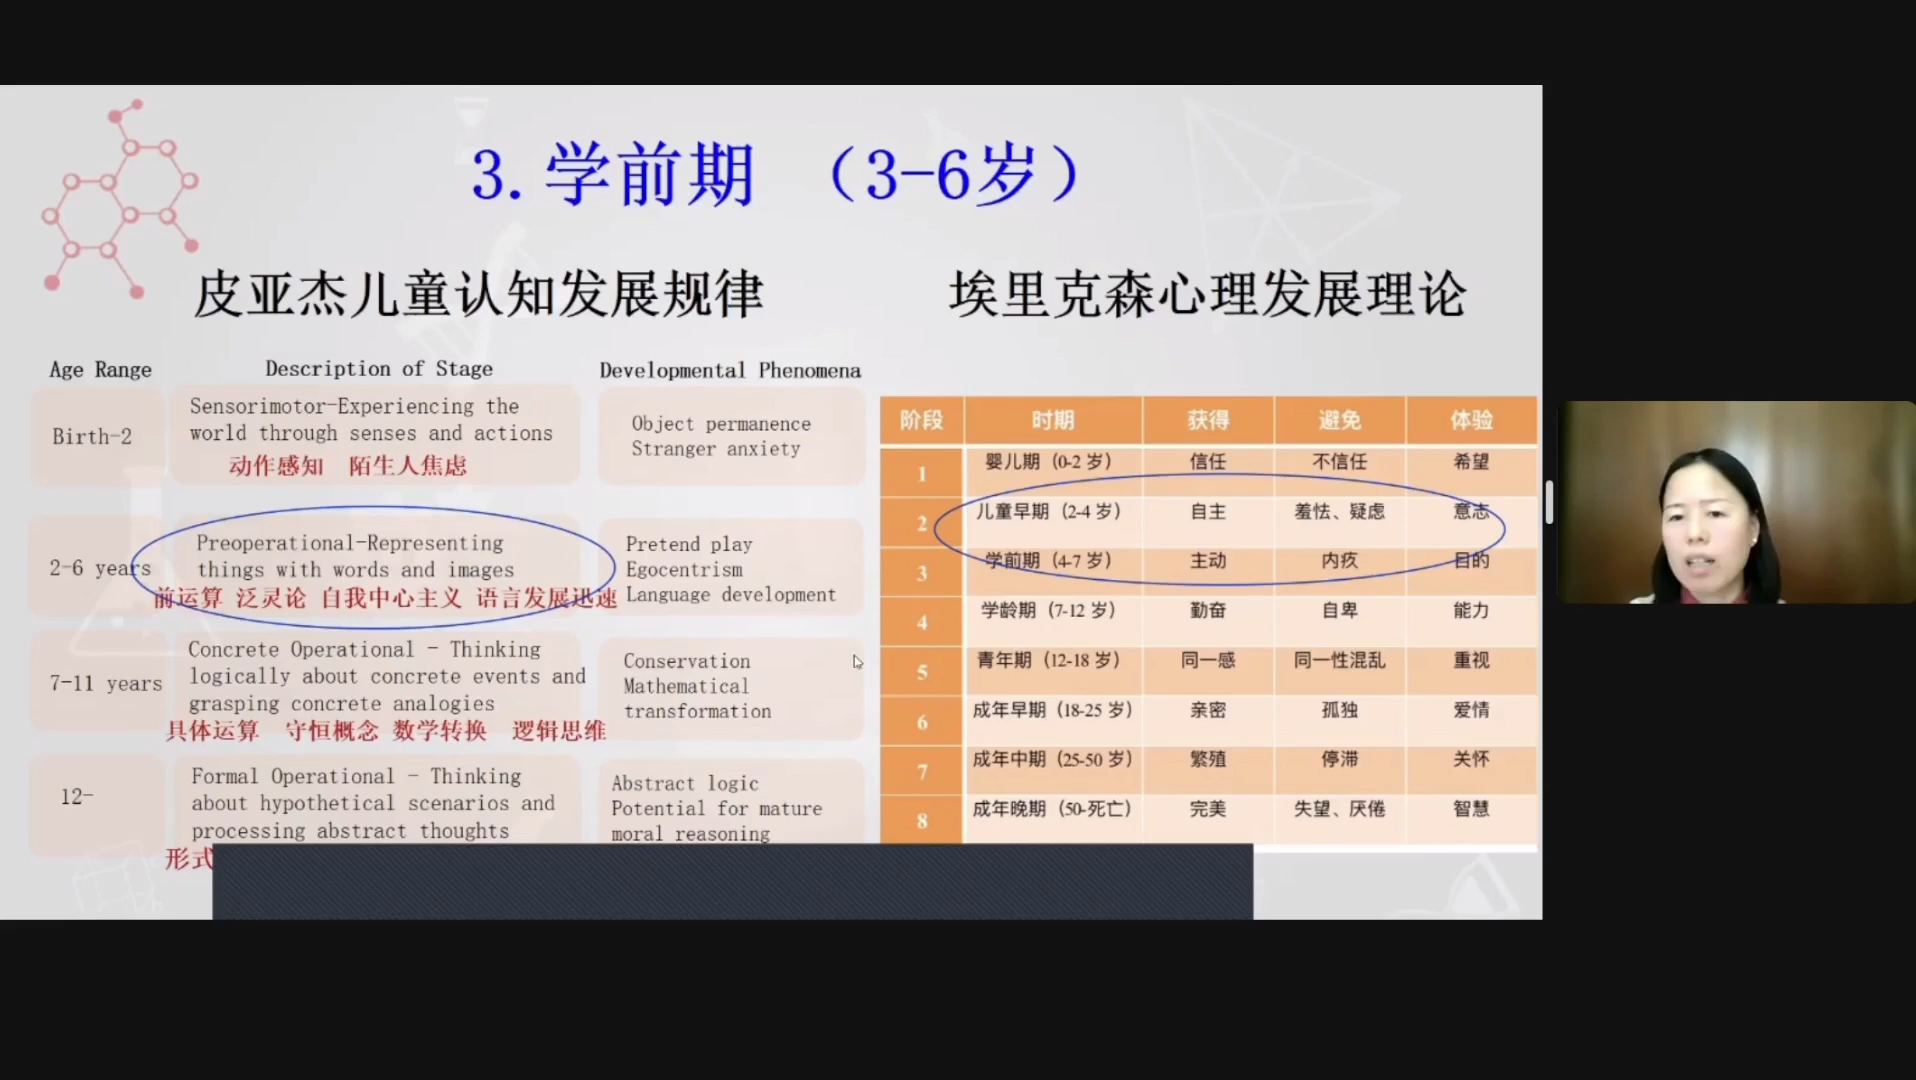 3.学前期 （3-6岁）
皮亚杰儿童认知发展规律
Age Range Description of Stage Developmental Phenomena
Birth-2
Sensorimotor-Experiencing the
world through senses and actions
动作感知 陌生人焦虑
Object permanence
Stranger anxiety
2-6 years
Preoperational-Representing
things with words and images
前运算 泛灵论 自我中心主义 语言发展迅速
Pretend play
Egocentrism
Language development
7-11 years
Concrete Operational - Thinking
logically about concrete events and
grasping concrete analogies
具体运算 守恒概念 数学转换 逻辑思维
Conservation
Mathematical
transformation
12-
Formal Operational - Thinking
about hypothetical scenarios and
processing abstract thoughts
形式
Abstract logic
Potential for mature
moral reasoning
埃里克森心理发展理论
阶段 时期 获得 避免 体验
1 婴儿期（0-2 岁） 信任 不信任 希望
2 儿童早期（2-4 岁） 自主 羞怯、疑虑 意志
3 学前期（4-7 岁） 主动 内疚 目的
4 学龄期（7-12 岁） 勤奋 自卑 能力
5 青年期（12-18 岁） 同一感 同一性混乱 重视
6 成年早期（18-25 岁） 亲密 孤独 爱情
7 成年中期（25-50 岁） 繁殖 停滞 关怀
8 成年晚期（50-死亡） 完美 失望、厌倦 智慧